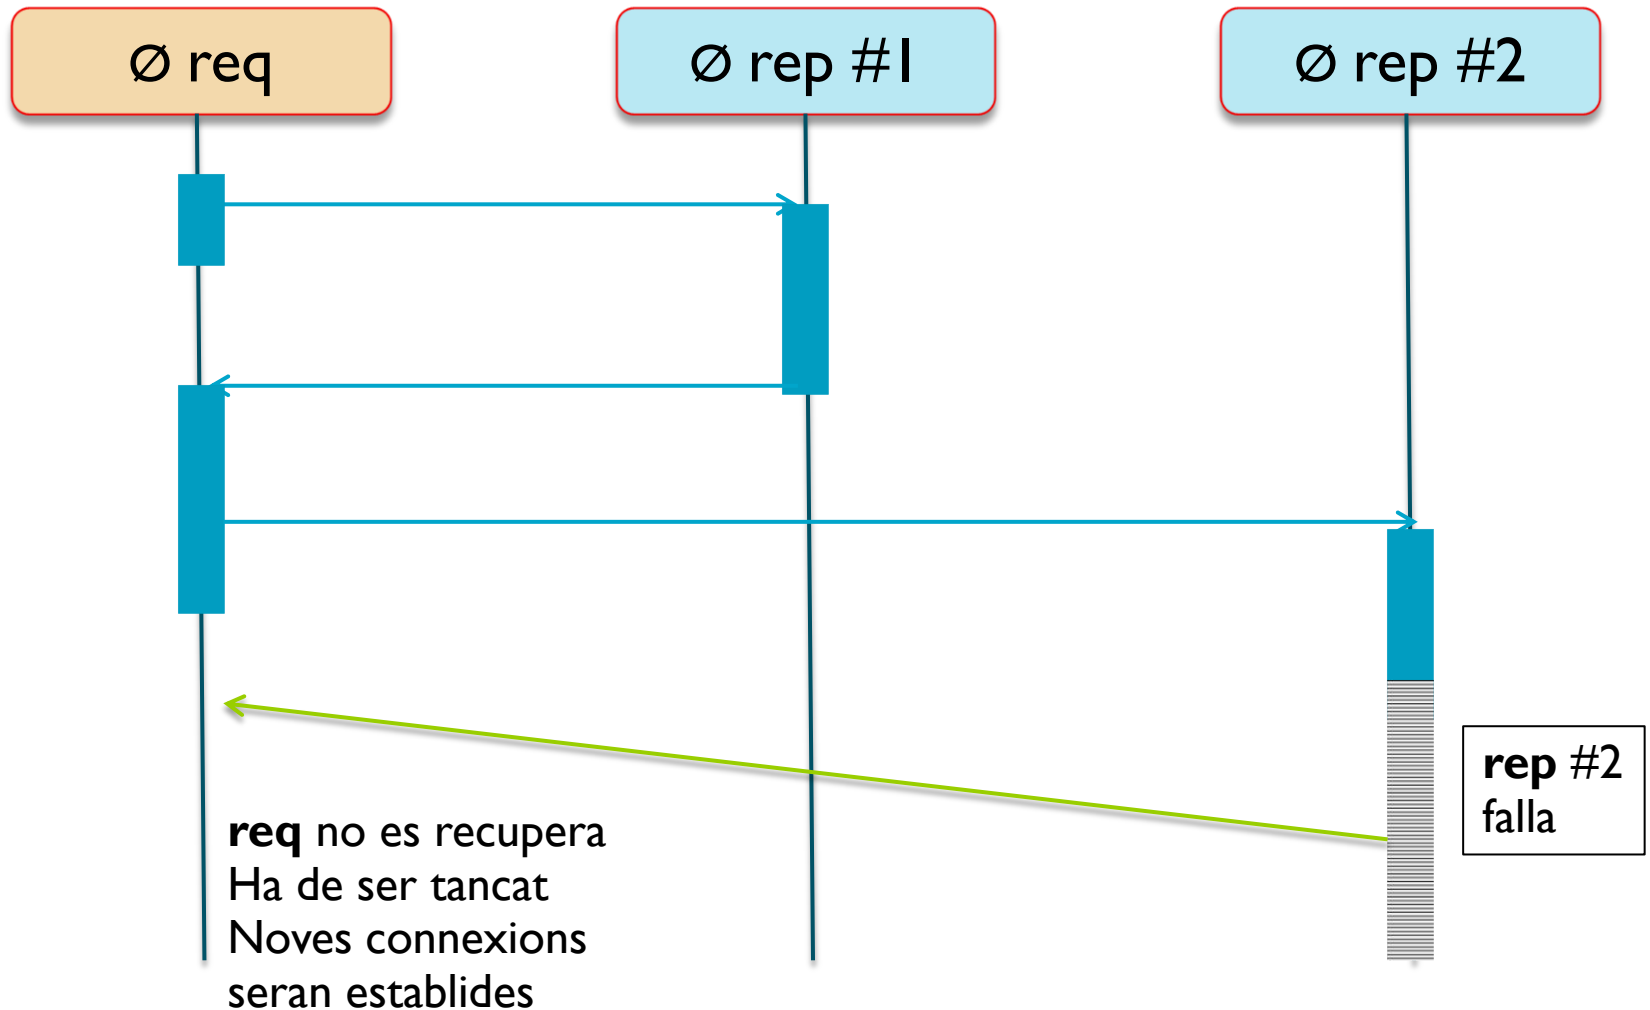 Ø req
Ø rep #1
Ø rep #2
rep #2
falla
req no es recupera
Ha de ser tancat
Noves connexions
seran establides